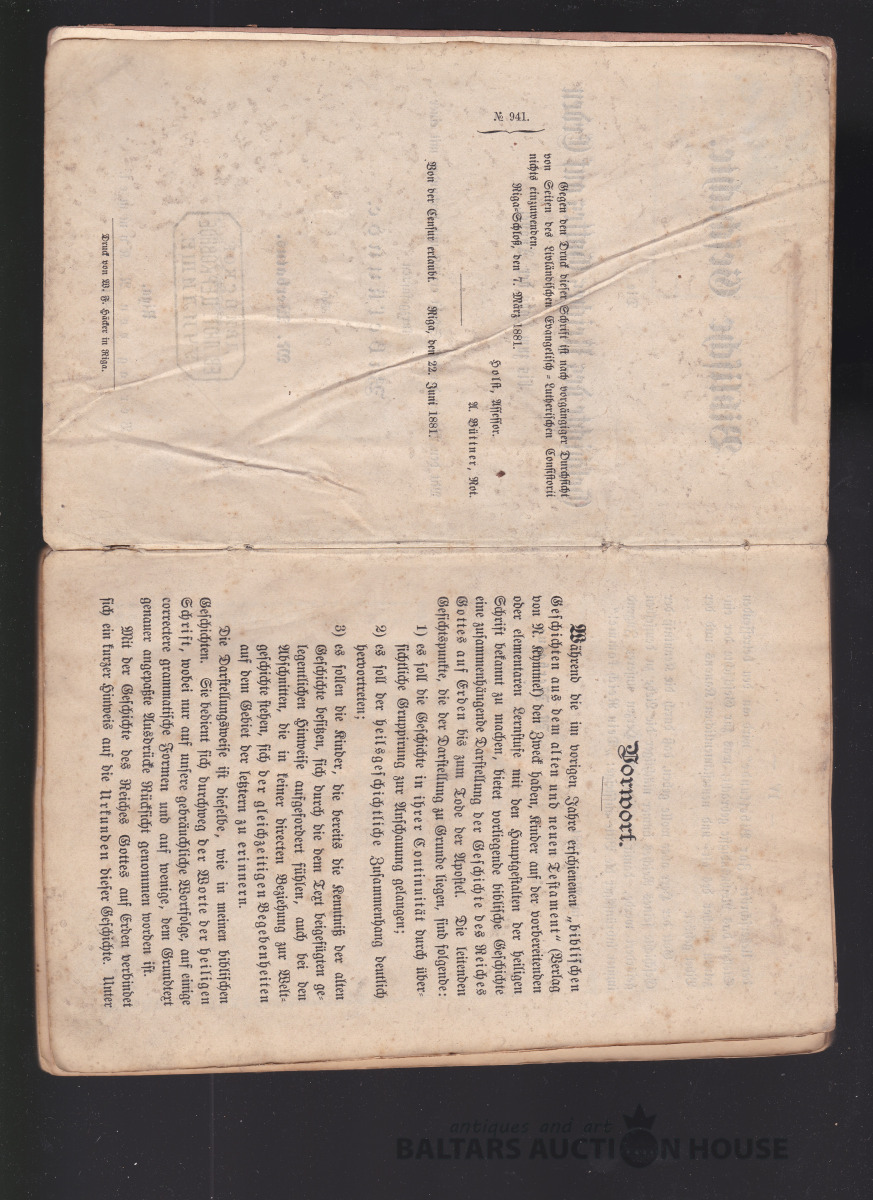 № 941.
Gegen den Druck dieser Schrift ist nach vorgängiger Durchsicht
von Seiten des Livländischen Evangelisch-Lutherischen Consistorii
nichts einzuwenden.
Riga-Schloß, den 7. März 1881.
Holst, Assessor.
A. Büttner, Not.
Von der Censur erlaubt. Riga, den 22. Juni 1881.
Druck von W. F. Häcker in Riga.
Vorwort.
Während die im vorigen Jahre erschienenen „biblischen
Geschichten aus dem alten und neuen Testament“ (Verlag
von N. Kymmel) den Zweck haben, Kinder auf der vorbereitenden
oder elementaren Lernstufe mit den Hauptgestalten der heiligen
Schrift bekannt zu machen, bietet vorliegende biblische Geschichte
eine zusammenhängende Darstellung der Geschichte des Reiches
Gottes auf Erden bis zum Tode der Apostel. Die leitenden
Gesichtspunkte, die der Darstellung zu Grunde liegen, sind folgende:
1) es soll die Geschichte in ihrer Continuität durch über-
sichtliche Gruppirung zur Anschauung gelangen;
2) es soll der heilsgeschichtliche Zusammenhang deutlich
hervortreten;
3) es sollen die Kinder, die bereits die Kenntniß der alten
Geschichte besitzen, sich durch die dem Text beigefügten ge-
legentlichen Hinweise aufgefordert fühlen, auch bei den
Abschnitten, die in keiner directen Beziehung zur Welt-
geschichte stehen, sich der gleichzeitigen Begebenheiten
auf dem Gebiet der letztern zu erinnern.
Die Darstellungsweise ist dieselbe, wie in meinen biblischen
Geschichten. Sie bedient sich durchweg der Worte der heiligen
Schrift, wobei nur auf unsere gebräuchliche Wortfolge, auf einige
correctere grammatische Formen und auf wenige, dem Grundtext
genauer angepaßte Ausdrücke Rücksicht genommen worden ist.
Mit der Geschichte des Reiches Gottes auf Erden verbindet
sich ein kurzer Hinweis auf die Urkunden dieser Geschichte. Unter
antiques and art
BALTARS AUCTION HOUSE